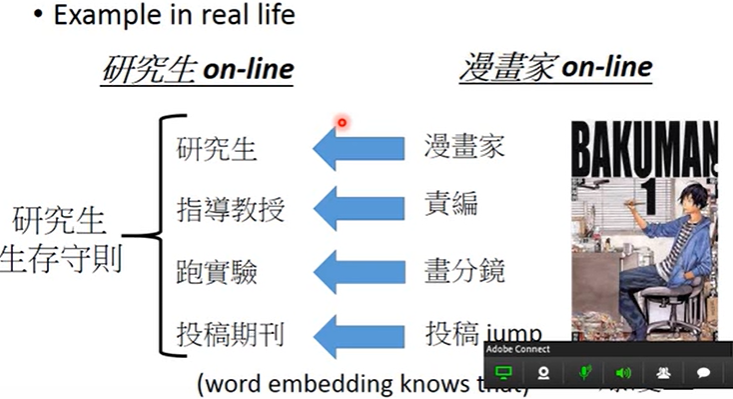 • Example in real life
研究生 on-line
漫畫家 on-line
研究生
生存守則
研究生
漫畫家
指導教授
責編
跑實驗
畫分鏡
投稿期刊
投稿 jump
BAKUMAN
1
Adobe Connect
(word embedding knows that)